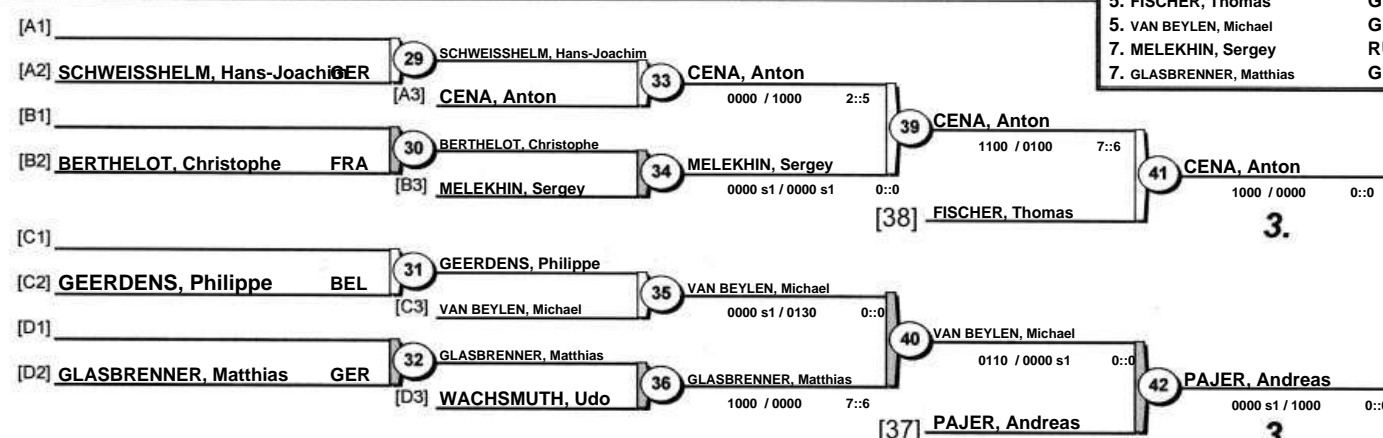 5. FISCHER, Thomas G
5. VAN BEYLEN, Michael G
7. MELEKHIN, Sergey RU
7. GLASBRENNER, Matthias G
[A1]
[A2] SCHWEISSHELM, Hans-Joachim GER
29
SCHWEISSHELM, Hans-Joachim
[A3] CENA, Anton
33
CENA, Anton
0000 / 1000 2::5
[B1]
[B2] BERTHELOT, Christophe FRA
30
BERTHELOT, Christophe
[B3] MELEKHIN, Sergey
34
MELEKHIN, Sergey
0000 s1 / 0000 s1 0::0
39
CENA, Anton
1100 / 0100 7::6
[38] FISCHER, Thomas
41
CENA, Anton
1000 / 0000 0::0
3.
[C1]
[C2] GEERDENS, Philippe BEL
31
GEERDENS, Philippe
[C3] VAN BEYLEN, Michael
35
VAN BEYLEN, Michael
0000 s1 / 0130 0::0
[D1]
[D2] GLASBRENNER, Matthias GER
32
GLASBRENNER, Matthias
[D3] WACHSMUTH, Udo
36
GLASBRENNER, Matthias
1000 / 0000 7::6
40
VAN BEYLEN, Michael
0110 / 0000 s1 0::0
[37] PAJER, Andreas
42
PAJER, Andreas
0000 s1 / 1000 0::0
3.